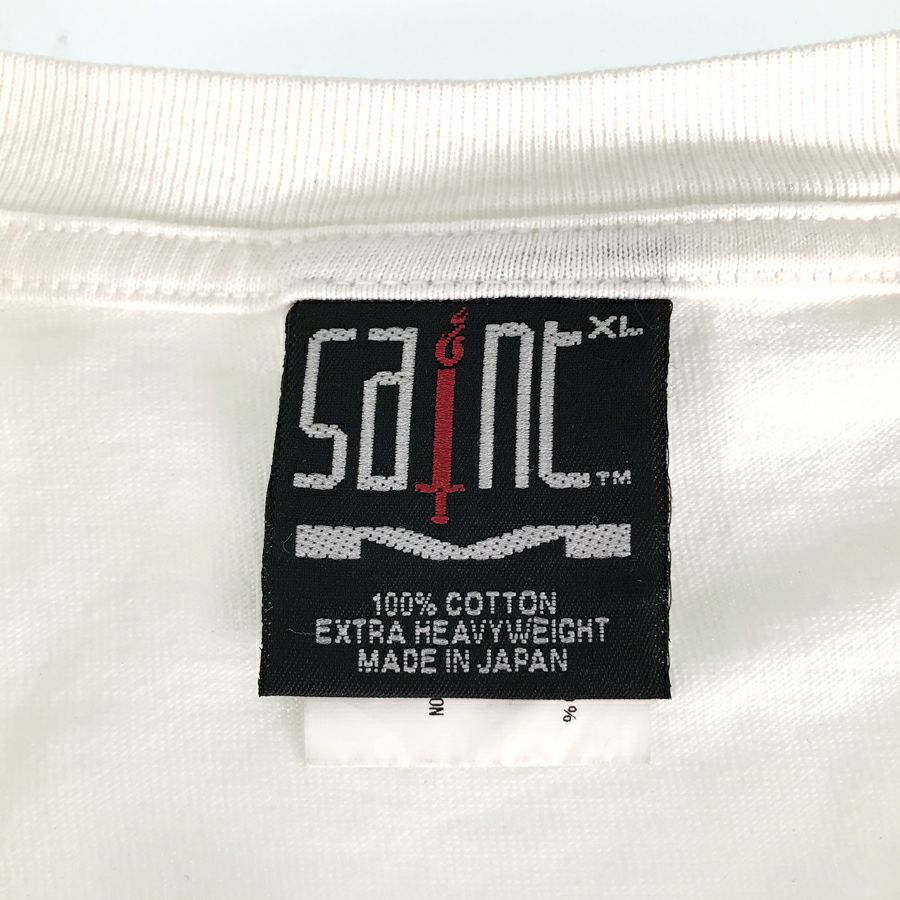 saint XL
TM
100% COTTON
EXTRA HEAVYWEIGHT
MADE IN JAPAN
%